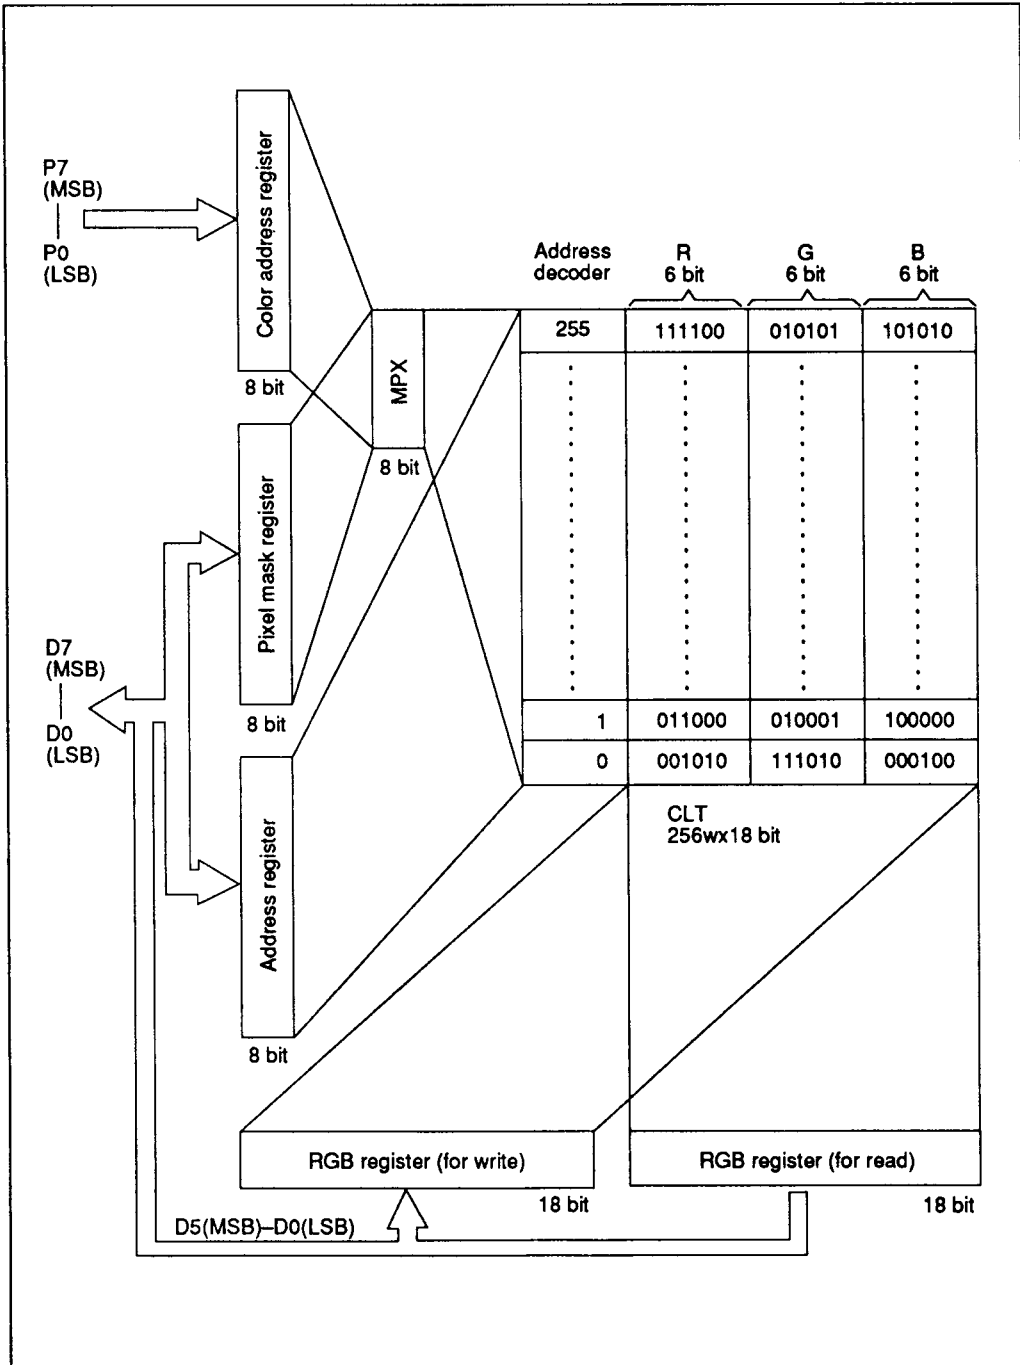 P7
(MSB)
P0
(LSB)
Color address register
8 bit
MPX
8 bit
Pixel mask register
8 bit
D7
(MSB)
D0
(LSB)
Address register
8 bit
Address
decoder
R
6 bit
G
6 bit
B
6 bit
255 111100 010101 101010
1 011000 010001 100000
0 001010 111010 000100
CLT
256wx18 bit
RGB register (for write)
18 bit
RGB register (for read)
18 bit
D5(MSB)–D0(LSB)